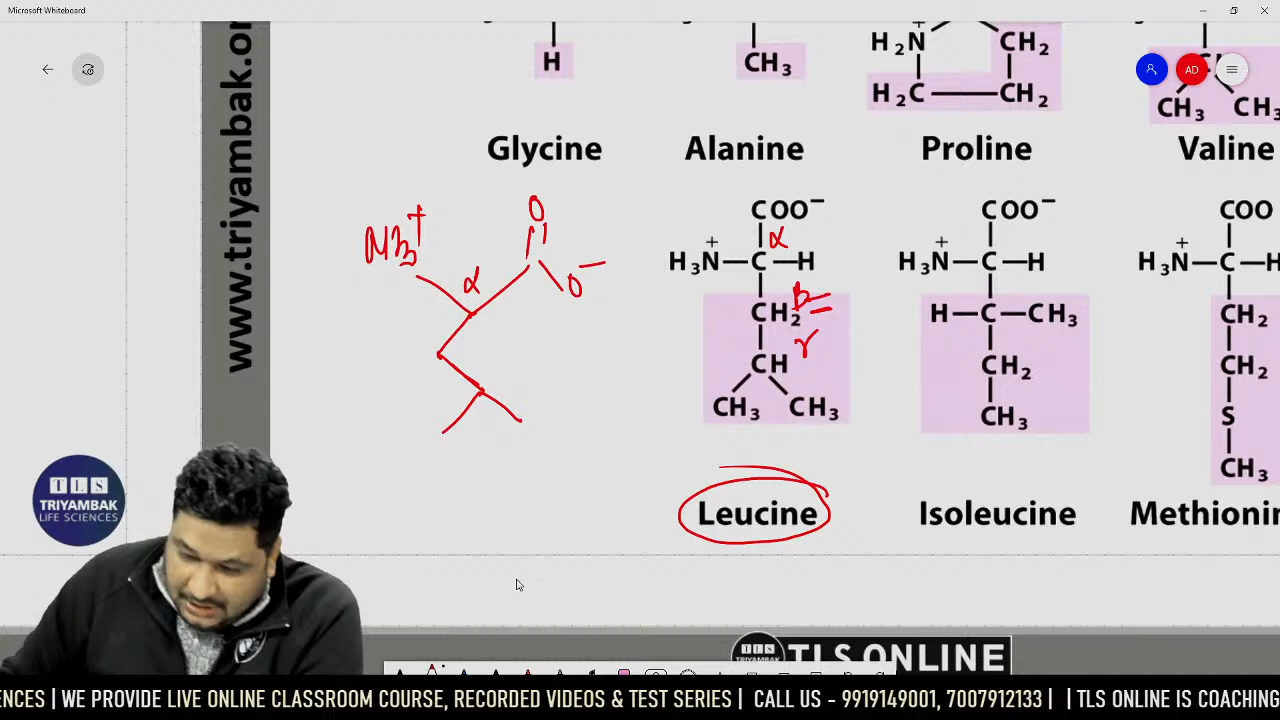 Microsoft Whiteboard
www.triyambak.or
H
CH3
H2N+
CH2
H2C
CH2
CH3
CH3
AD
Glycine
Alanine
Proline
Valine
NH3+
O
O−
α
COO−
H3N+—C—H
α
CH2
β
CH
γ
CH3
CH3
COO−
H3N+—C—H
H—C—CH3
CH2
CH3
COO
H3N+—C—H
CH2
CH2
S
CH3
Leucine
Isoleucine
Methionin
TLS
TRIYAMBAK
LIFE SCIENCES
TRIYAMBAK
TLS ONLINE
ENCES | WE PROVIDE LIVE ONLINE CLASSROOM COURSE, RECORDED VIDEOS & TEST SERIES | CALL US - 9919149001, 7007912133 | | TLS ONLINE IS COACHING